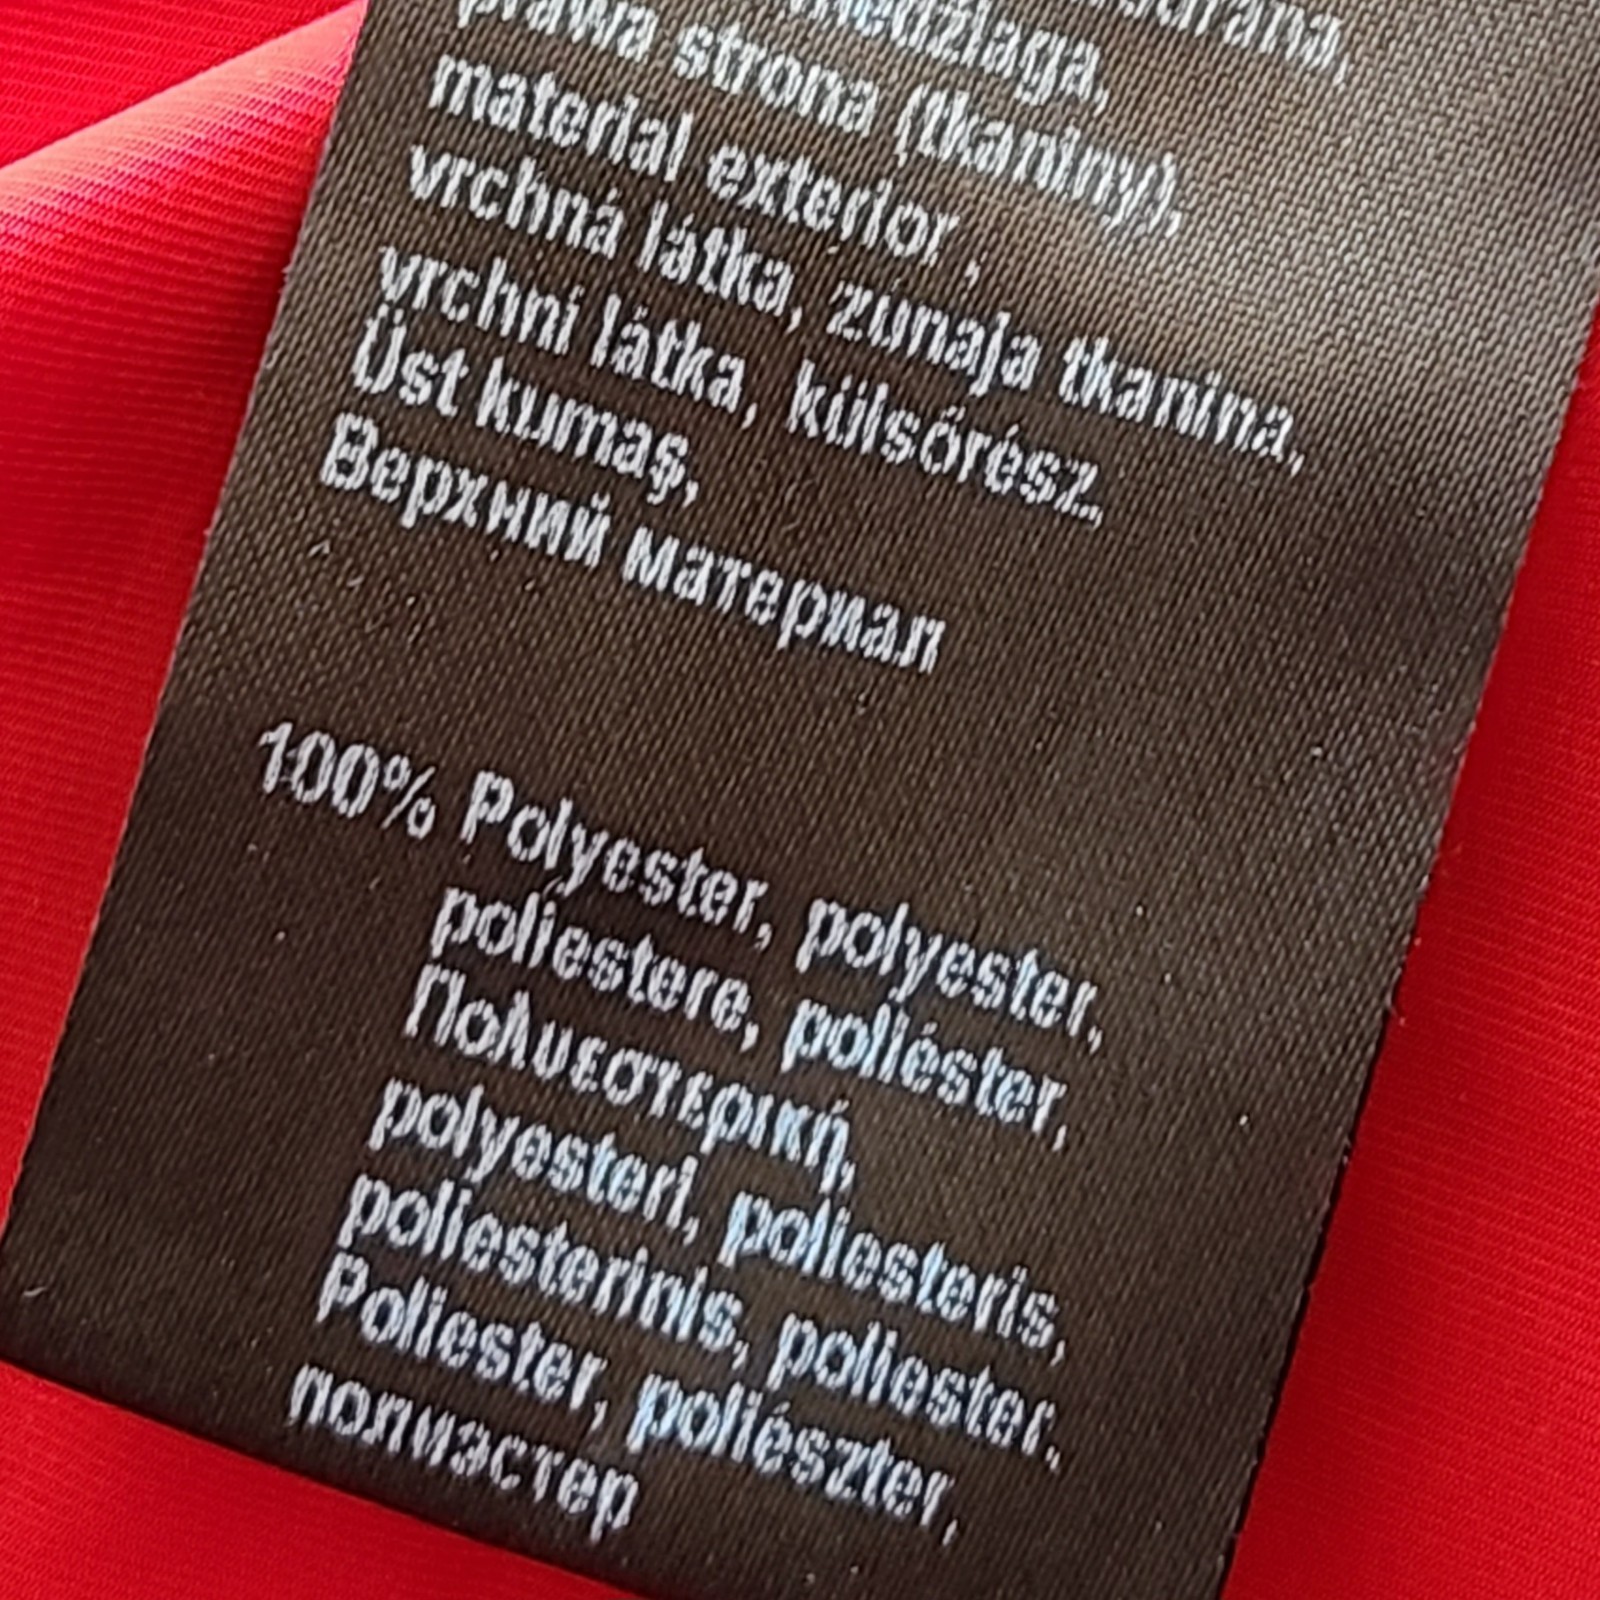 prawa strona (tkaniny),
material exterior,
vrchná látka, zunaja tkanina,
vrchní látka, külsőrész,
Üst kumaş,
Верхний материал
100% Polyester, polyester,
poliestere, poliéster,
Πολυεστερική,
polyesteri, poliesteris,
poliesterinis, poliester,
Poliester, poliészter,
полиэстер